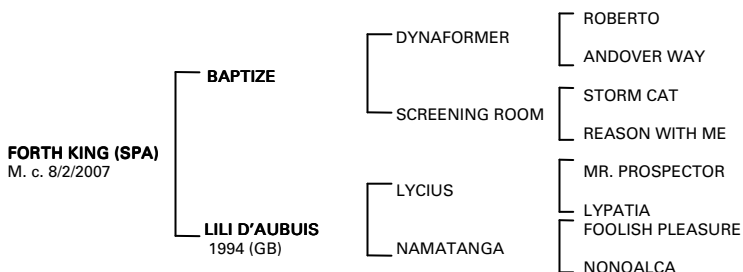 FORTH KING (SPA)
M. c. 8/2/2007
BAPTIZE
LILI D'AUBUIS
1994 (GB)
DYNAFORMER
SCREENING ROOM
LYCIUS
NAMATANGA
ROBERTO
ANDOVER WAY
STORM CAT
REASON WITH ME
MR. PROSPECTOR
LYPATIA
FOOLISH PLEASURE
NONOALCA